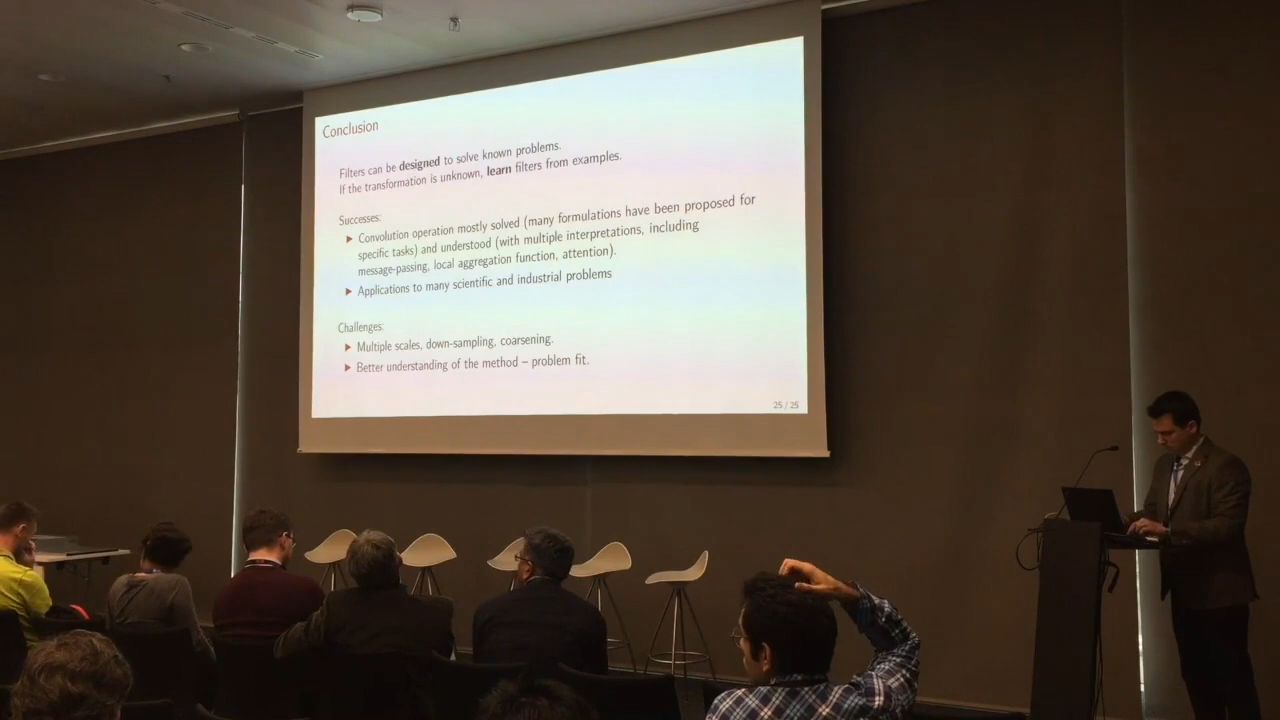 Conclusion
Filters can be designed to solve known problems.
If the transformation is unknown, learn filters from examples.
Successes:
▶ Convolution operation mostly solved (many formulations have been proposed for
specific tasks) and understood (with multiple interpretations, including
message-passing, local aggregation function, attention).
▶ Applications to many scientific and industrial problems
Challenges:
▶ Multiple scales, down-sampling, coarsening.
▶ Better understanding of the method – problem fit.
25 / 25